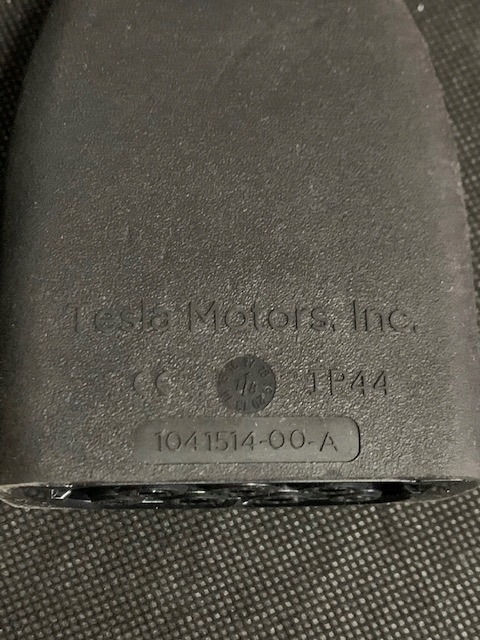 Tesla Motors, Inc.
CE IP44
1041514-00-A